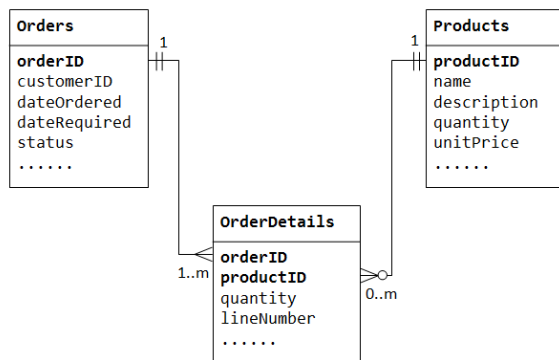 Orders
orderID
customerID
dateOrdered
dateRequired
status
......
1
1
Products
productID
name
description
quantity
unitPrice
......
OrderDetails
orderID
productID
quantity
lineNumber
......
1..m
0..m